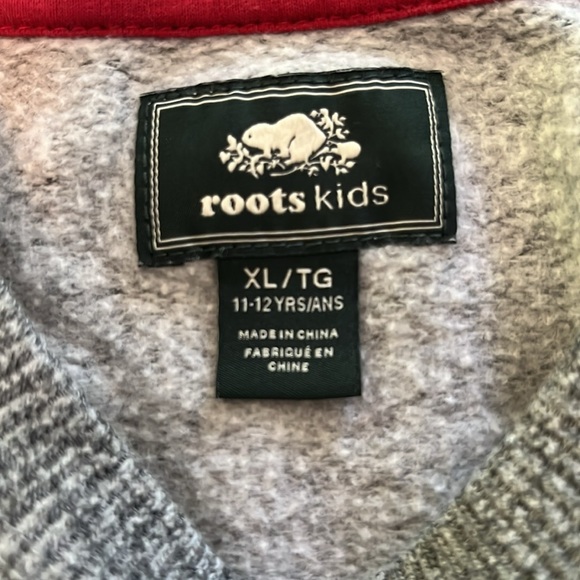 roots kids
XL/TG
11-12 YRS/ANS
MADE IN CHINA
FABRIQUÉ EN
CHINE